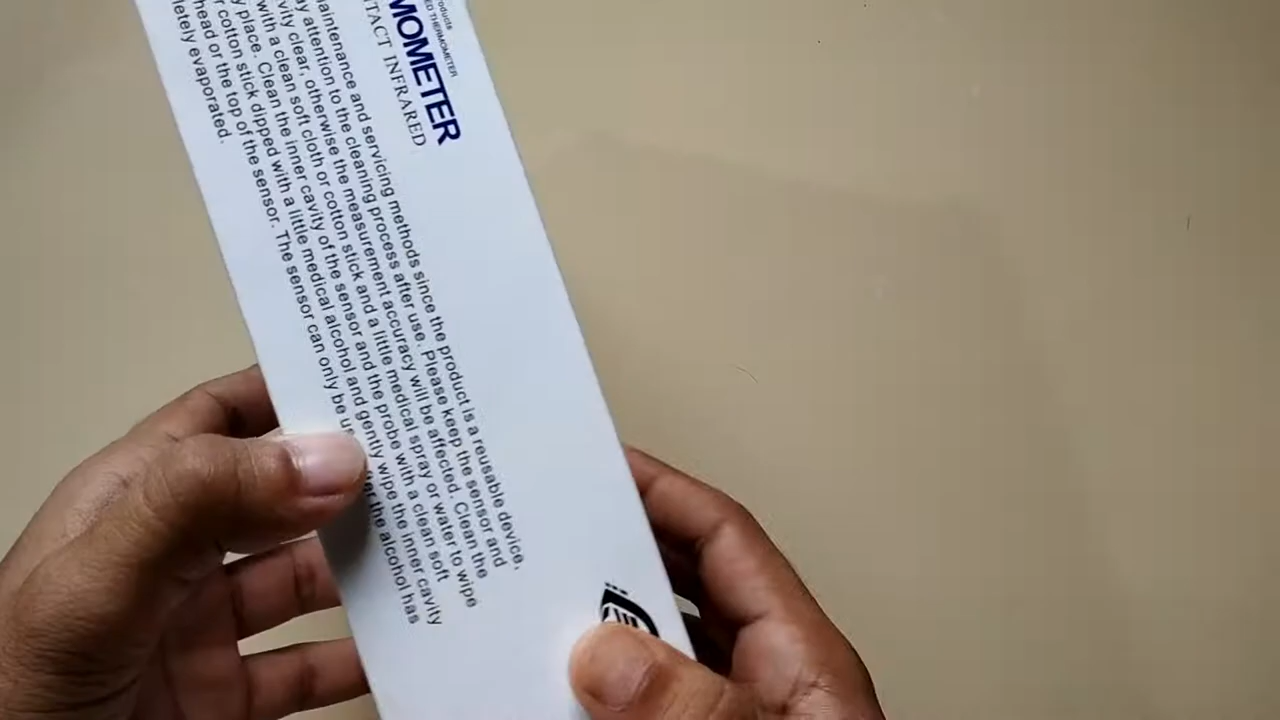 roducts
ED THERMOMETER
MOMETER
TACT INFRARED
aintenance and servicing methods since the product is a reusable device,
y attention to the cleaning process after use. Please keep the sensor and
vity clear, otherwise the measurement accuracy will be affected. Clean the
with a clean soft cloth or cotton stick and a little medical spray or water to wipe
y place. Clean the inner cavity of the sensor and the probe with a clean soft
r cotton stick dipped with a little medical alcohol and gently wipe the inner cavity
head or the top of the sensor. The sensor can only be us fter the alcohol has
letely evaporated.